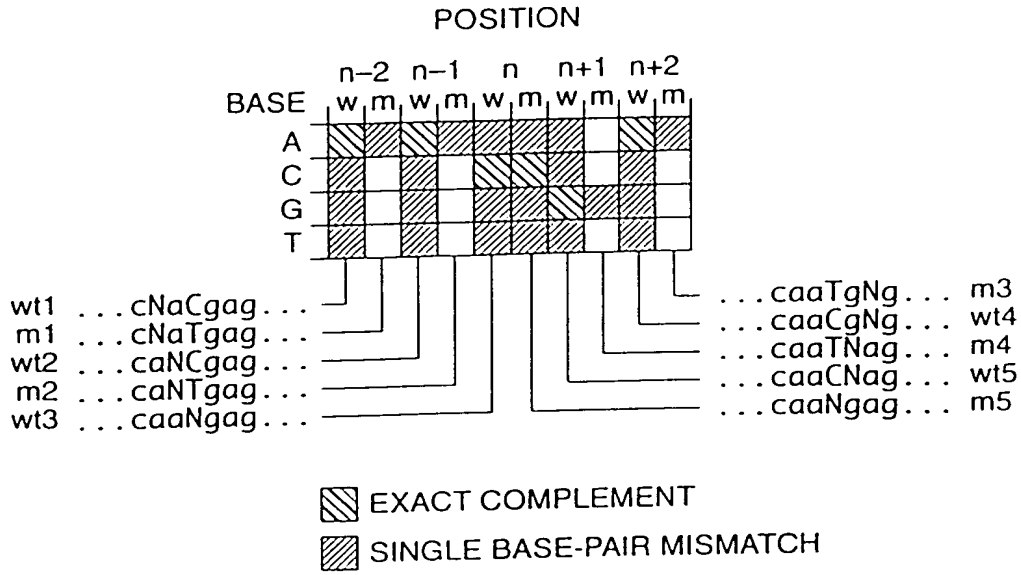 POSITION
n–2 n–1 n n+1 n+2
BASE w m w m w m w m w m
A
C
G
T
wt1 ...cNaCgag...
m1 ...cNaTgag...
wt2 ...caNCgag...
m2 ...caNTgag...
wt3 ...caaNgag...
...caaTgNg... m3
...caaCgNg... wt4
...caaTNag... m4
...caaCNag... wt5
...caaNgag... m5
EXACT COMPLEMENT
SINGLE BASE-PAIR MISMATCH